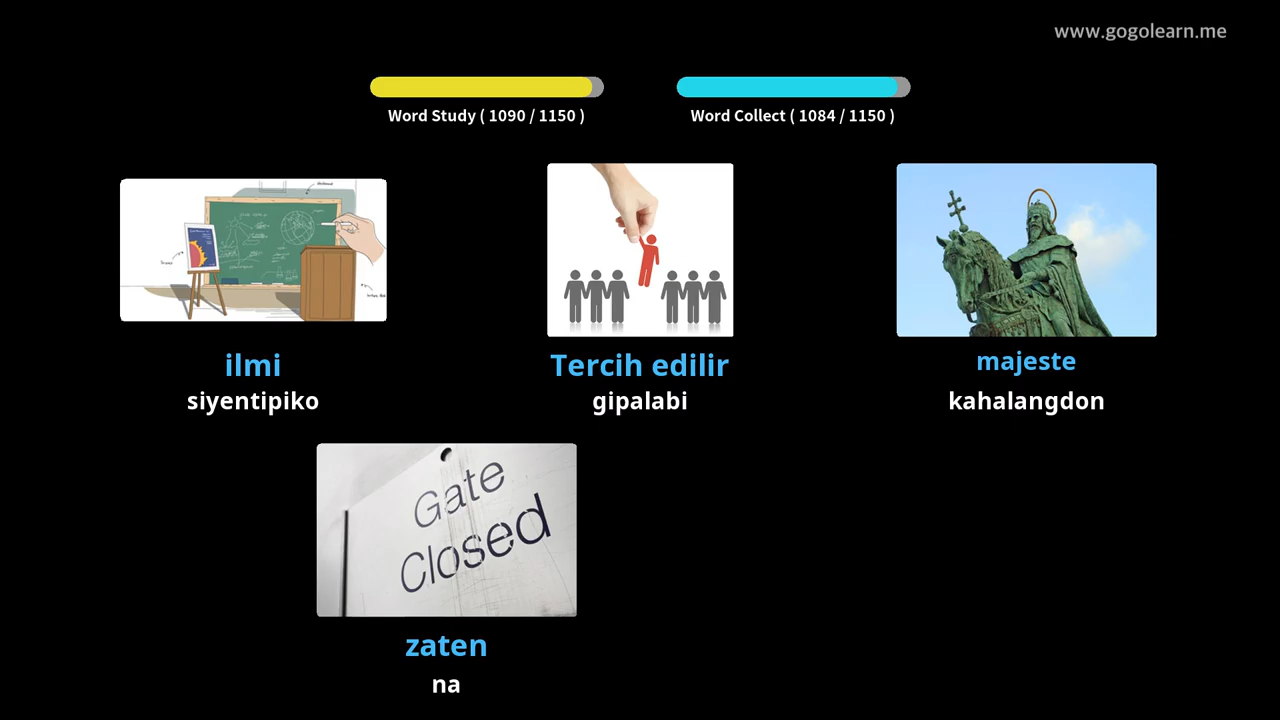 www.gogolearn.me
Word Study ( 1090 / 1150 )
Word Collect ( 1084 / 1150 )
ilmi
siyentipiko
Tercih edilir
gipalabi
majeste
kahalangdon
Gate
Closed
zaten
na